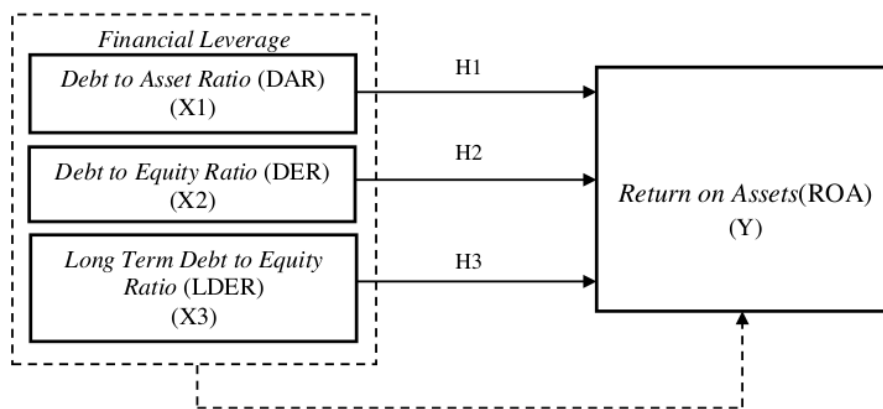 Financial Leverage
Debt to Asset Ratio (DAR)
(X1)
H1
Debt to Equity Ratio (DER)
(X2)
H2
Long Term Debt to Equity
Ratio (LDER)
(X3)
H3
Return on Assets(ROA)
(Y)